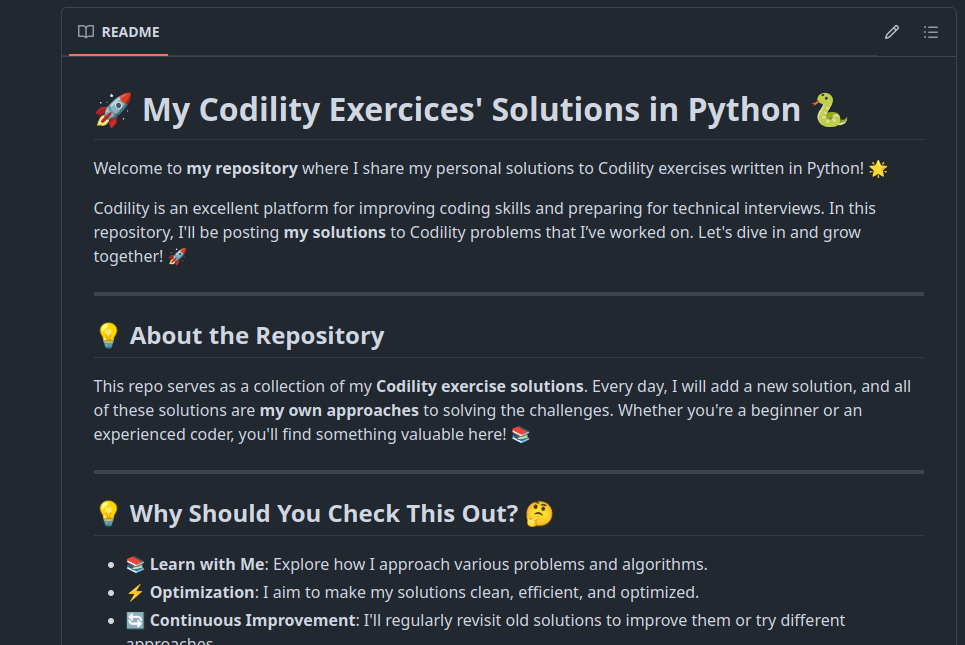 README
🚀 My Codility Exercices' Solutions in Python 🐍
Welcome to my repository where I share my personal solutions to Codility exercises written in Python! 🌟
Codility is an excellent platform for improving coding skills and preparing for technical interviews. In this
repository, I'll be posting my solutions to Codility problems that I’ve worked on. Let's dive in and grow
together! 🚀
💡 About the Repository
This repo serves as a collection of my Codility exercise solutions. Every day, I will add a new solution, and all
of these solutions are my own approaches to solving the challenges. Whether you're a beginner or an
experienced coder, you'll find something valuable here! 📚
💡 Why Should You Check This Out? 🤔
• 📚 Learn with Me: Explore how I approach various problems and algorithms.
• ⚡ Optimization: I aim to make my solutions clean, efficient, and optimized.
• 🔄 Continuous Improvement: I'll regularly revisit old solutions to improve them or try different
approaches.